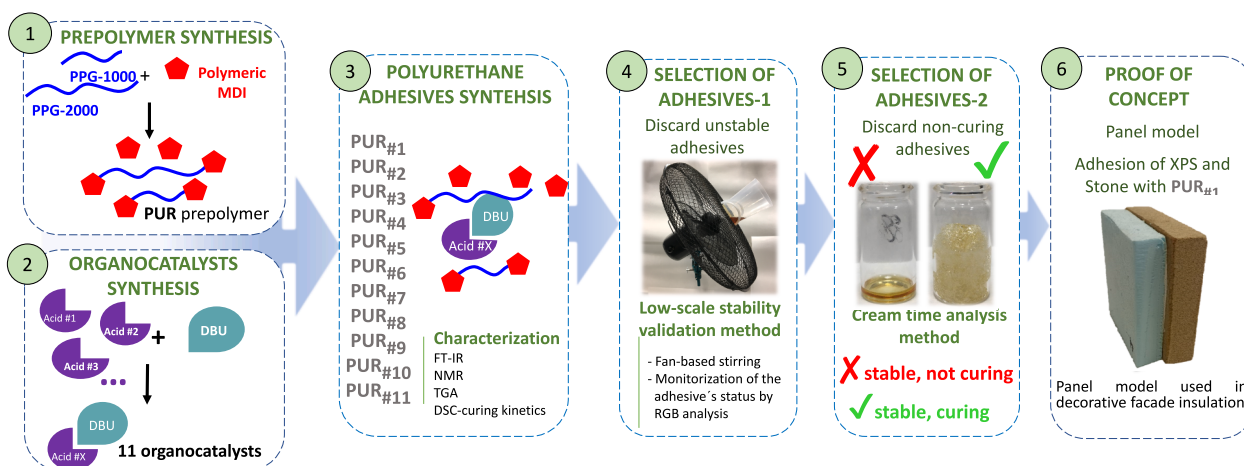 1
PREPOLYMER SYNTHESIS
PPG-1000 +
Polymeric
MDI
PPG-2000
PUR prepolymer
2
ORGANOCATALYSTS
SYNTHESIS
Acid #1
Acid #2
+
DBU
Acid #3
...
DBU
Acid #X
11 organocatalysts
3
POLYURETHANE
ADHESIVES SYNTEHSIS
PUR#1
PUR#2
PUR#3
PUR#4
PUR#5
PUR#6
PUR#7
PUR#8
PUR#9
PUR#10
PUR#11
DBU
Acid #X
Characterization
FT-IR
NMR
TGA
DSC-curing kinetics
4
SELECTION OF
ADHESIVES-1
Discard unstable
adhesives
Low-scale stability
validation method
- Fan-based stirring
- Monitorization of the
adhesive´s status by
RGB analysis
5
SELECTION OF
ADHESIVES-2
Discard non-curing
adhesives
Cream time analysis
method
✗ stable, not curing
✓ stable, curing
6
PROOF OF
CONCEPT
Panel model
Adhesion of XPS and
Stone with PUR#1
Panel model used in
decorative facade insulation